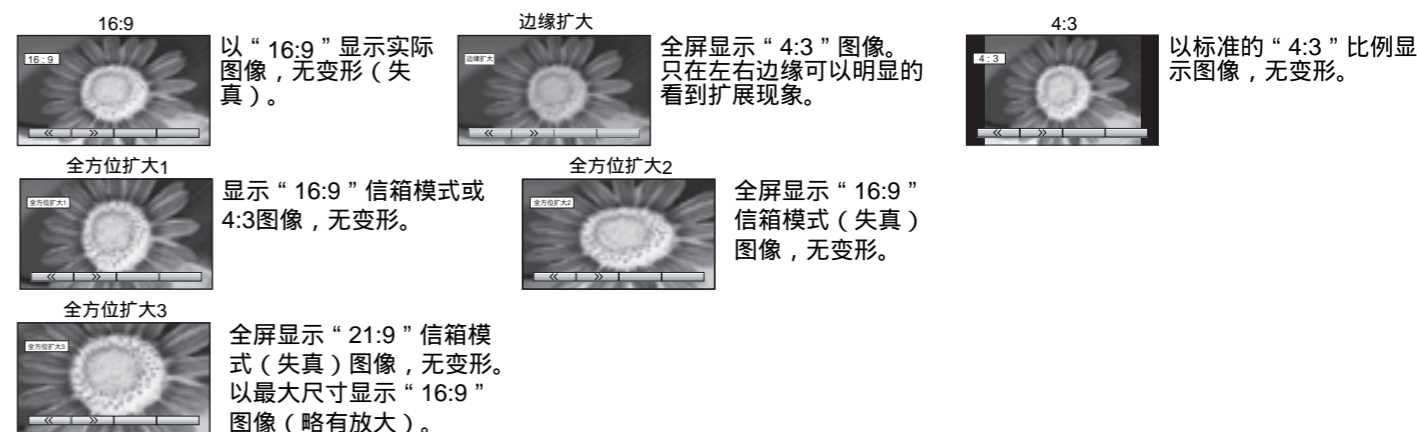 16:9
16 : 9
以“16:9”显示实际
图像，无变形（失
真）。
边缘扩大
边缘扩大
全屏显示“4:3”图像。
只在左右边缘可以明显的
看到扩展现象。
4:3
4 : 3
以标准的“4:3”比例显
示图像，无变形。
全方位扩大1
全方位扩大1
显示“16:9”信箱模式或
4:3图像，无变形。
全方位扩大2
全方位扩大2
全屏显示“16:9”
信箱模式（失真）
图像，无变形。
全方位扩大3
全方位扩大3
全屏显示“21:9”信箱模
式（失真）图像，无变形。
以最大尺寸显示“16:9”
图像（略有放大）。